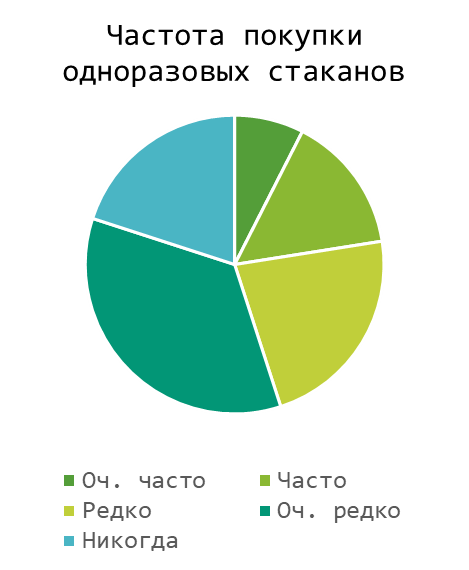 Частота покупки
одноразовых стаканов
Оч. часто
Часто
Редко
Оч. редко
Никогда